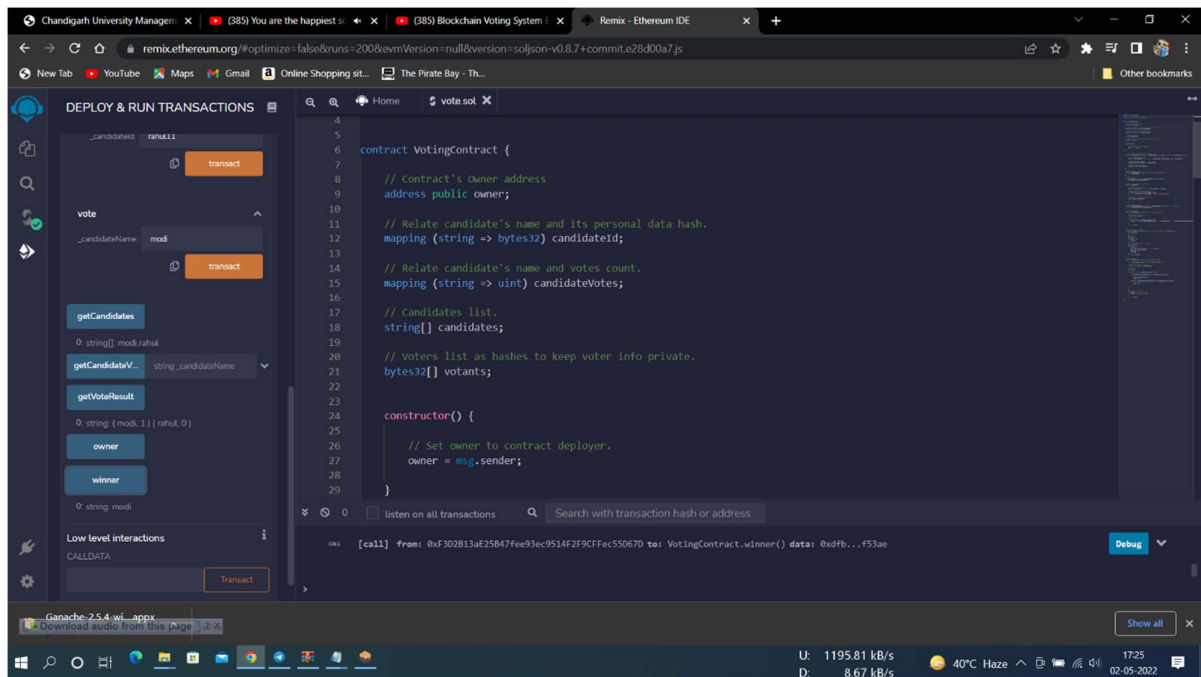 Chandigarh University Managem
(385) You are the happiest sc
(385) Blockchain Voting System E
Remix - Ethereum IDE
remix.ethereum.org/#optimize=false&runs=200&evmVersion=null&version=soljson-v0.8.7+commit.e28d00a7.js
New Tab YouTube Maps Gmail Online Shopping sit... The Pirate Bay - Th... Other bookmarks
DEPLOY & RUN TRANSACTIONS
_candidateId: rahul11
transact
vote
_candidateName: modi
transact
getCandidates
0: string[]: modi,rahul
getCandidateV... string _candidateName
getVoteResult
0: string: (modi, 1) (rahul, 0)
owner
winner
0: string: modi
Low level interactions
CALLDATA
Transact
Home vote.sol
4
5
6 contract VotingContract {
7
8 // Contract's Owner address
9 address public owner;
10
11 // Relate candidate's name and its personal data hash.
12 mapping (string => bytes32) candidateId;
13
14 // Relate candidate's name and votes count.
15 mapping (string => uint) candidateVotes;
16
17 // Candidates list.
18 string[] candidates;
19
20 // Voters list as hashes to keep voter info private.
21 bytes32[] votants;
22
23
24 constructor() {
25
26 // Set owner to contract deployer.
27 owner = msg.sender;
28
29 }
0 listen on all transactions Search with transaction hash or address
CALL [call] from: 0xF3D2B13aE25B47fee93ec9514F2F9CFFec55D67D to: VotingContract.winner() data: 0xdfb...f53ae Debug
>
Ganache-2.5.4-wi....appx
Download audio from this page
Show all
U: 1195.81 kB/s
D: 8.67 kB/s
40°C Haze
17:25
02-05-2022